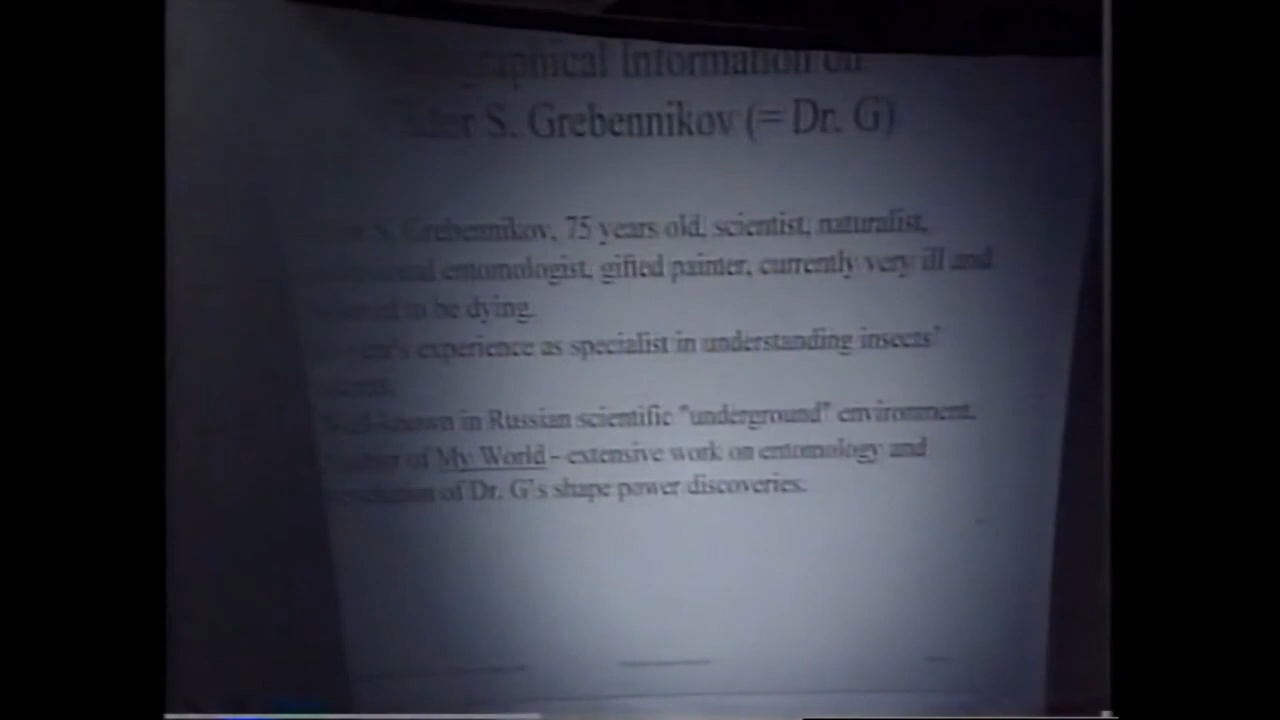 Information on
S. Grebennikov (= Dr. G)
S. Grebennikov, 75 years old, scientist, naturalist,
entomologist, gifted painter, currently very ill and
to be dying.
experience as specialist in understanding insects'
known in Russian scientific "underground" environment.
of My World - extensive work on entomology and
of Dr. G's shape power discoveries.